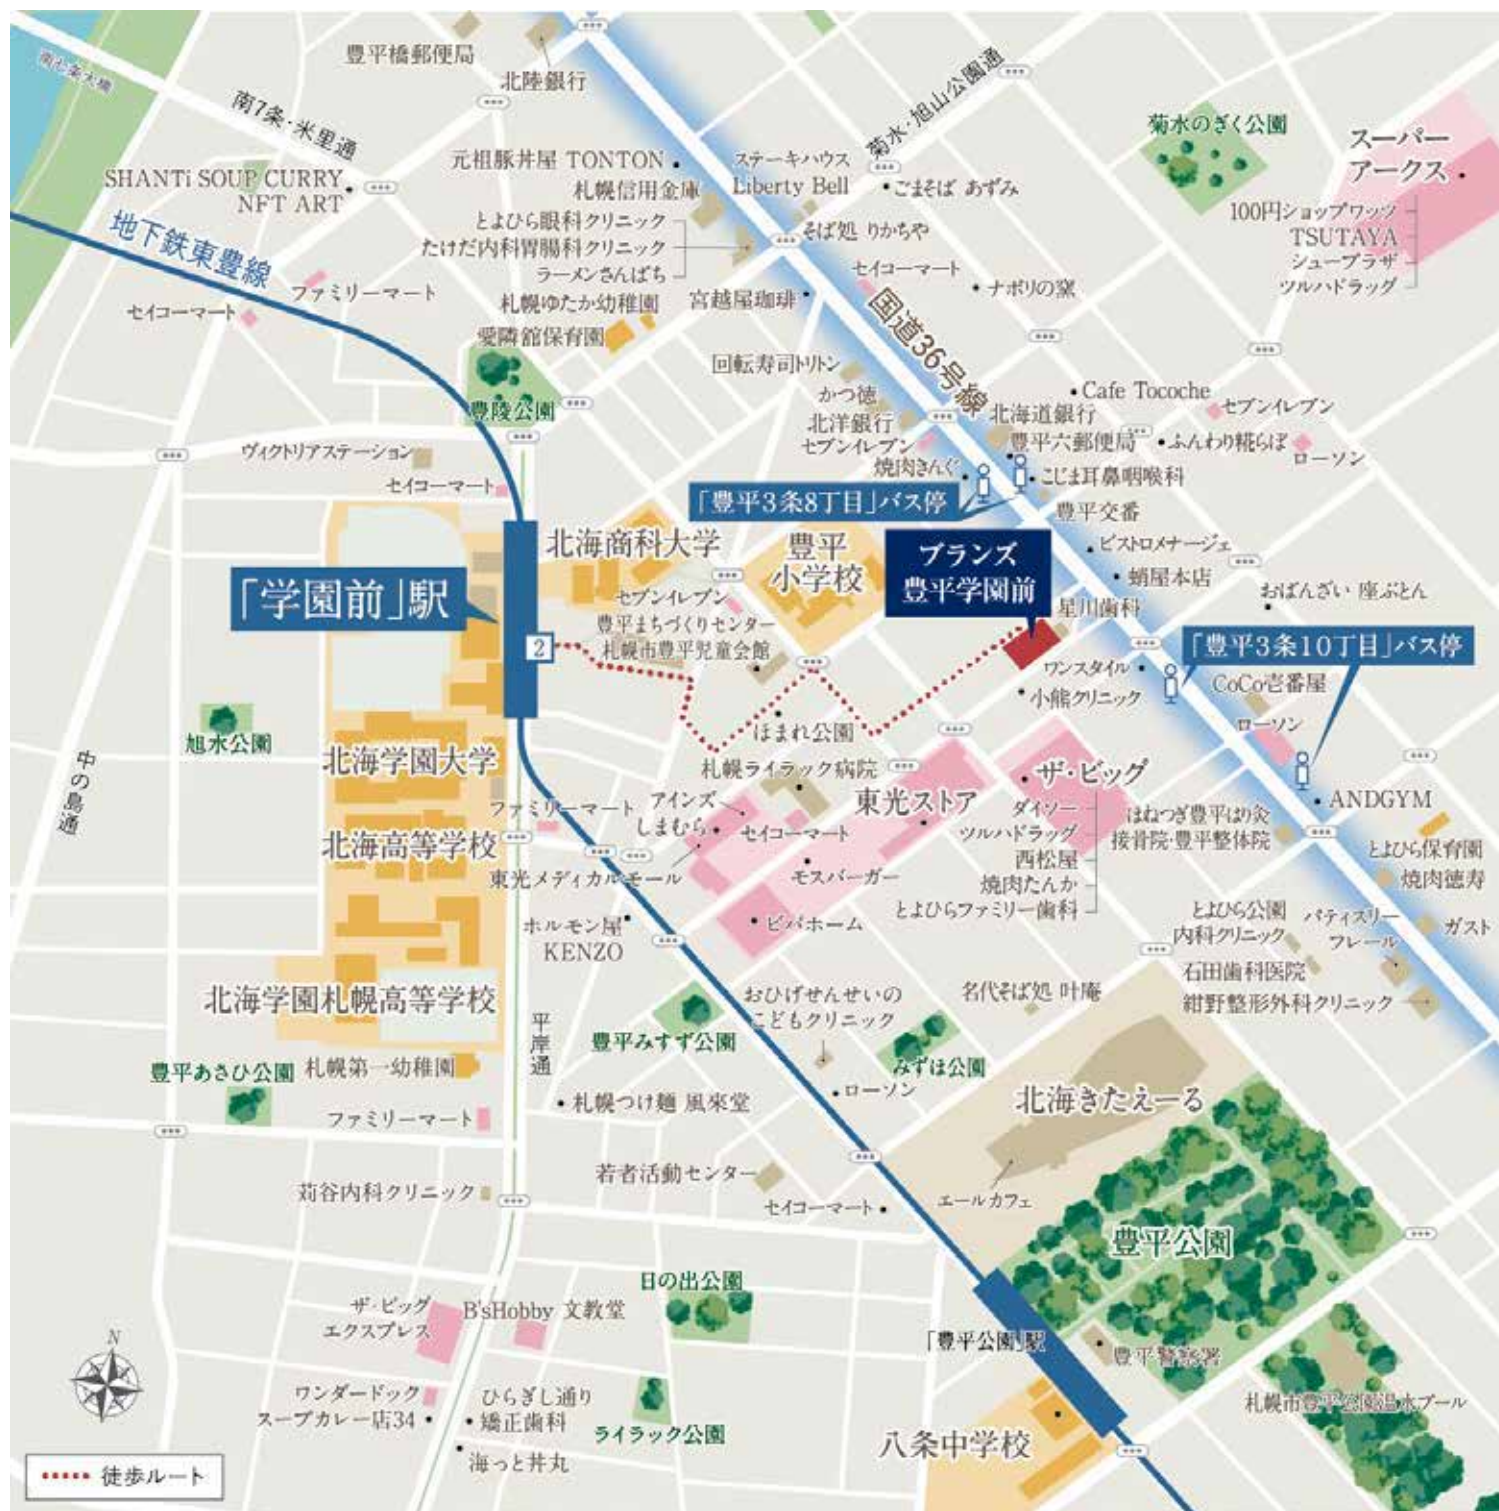 豊平橋郵便局
北陸銀行
南七条大橋
南7条・米里通
菊水・旭山公園通
菊水のぎく公園
スーパー
アークス
元祖豚丼屋 TONTON
札幌信用金庫
ステーキハウス
Liberty Bell
ごまそば あずみ
SHANTi SOUP CURRY
NFT ART
とよひら眼科クリニック
たけだ内科胃腸科クリニック
ラーメンさんぱち
そば処 りかちや
100円ショップワッツ
TSUTAYA
シュープラザ
ツルハドラッグ
地下鉄東豊線
ファミリーマート
セイコーマート
札幌ゆたか幼稚園
愛隣舘保育園
宮越屋珈琲
セイコーマート
ナポリの窯
国道36号線
豊陵公園
回転寿司トリトン
かつ徳
北洋銀行
セブンイレブン
焼肉きんぐ
Cafe Tocoche
セブンイレブン
北海道銀行
豊平六郵便局
ふんわり糀らぼ
ローソン
こじま耳鼻咽喉科
ヴィクトリアステーション
セイコーマート
「豊平3条8丁目」バス停
豊平交番
ビストロメナージェ
蛸屋本店
おばんざい 座ぶとん
北海商科大学
豊平
小学校
ブランズ
豊平学園前
星川歯科
「学園前」駅
2
セブンイレブン
豊平まちづくりセンター
札幌市豊平児童会館
ワンスタイル
小熊クリニック
「豊平3条10丁目」バス停
CoCo壱番屋
ローソン
旭水公園
中の島通
北海学園大学
ほまれ公園
札幌ライラック病院
東光ストア
ザ・ビッグ
ダイソー
ツルハドラッグ
西松屋
焼肉たんか
とよひらファミリー歯科
ANDGYM
はねつぎ豊平はり灸
接骨院・豊平整体院
とよひら保育園
焼肉徳寿
ファミリーマート
アインズ
しまむら
セイコーマート
北海高等学校
東光メディカルモール
モスバーガー
ビバホーム
ホルモン屋
KENZO
とよひら公園
内科クリニック
パティスリー
フレール
ガスト
石田歯科医院
紺野整形外科クリニック
北海学園札幌高等学校
平岸通
豊平みすず公園
おひげせんせいの
こどもクリニック
名代そば処 叶庵
みずほ公園
豊平あさひ公園
札幌第一幼稚園
ファミリーマート
札幌つけ麺 風來堂
ローソン
北海きたえーる
苅谷内科クリニック
若者活動センター
セイコーマート
エールカフェ
豊平公園
日の出公園
ザ・ビッグ
エクスプレス
B'sHobby 文教堂
「豊平公園」駅
豊平警察署
札幌市豊平公園温水プール
N
ワンダードック
スープカレー店34
ひらぎし通り
矯正歯科
海っと丼丸
ライラック公園
八条中学校
徒歩ルート